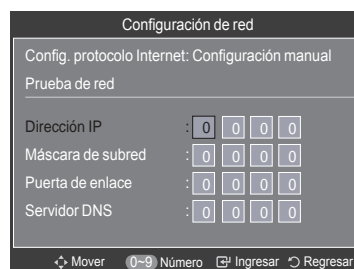 Configuración de red
Config. protocolo Internet: Configuración manual
Prueba de red
Dirección IP : 0 0 0 0
Máscara de subred : 0 0 0 0
Puerta de enlace : 0 0 0 0
Servidor DNS : 0 0 0 0
Mover 0~9 Número Ingresar Regresar